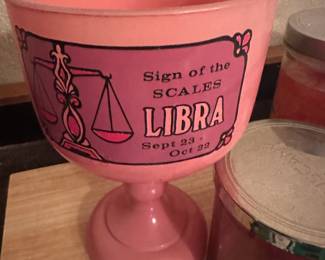 Sign of the
SCALES
LIBRA
Sept 23 -
Oct 22